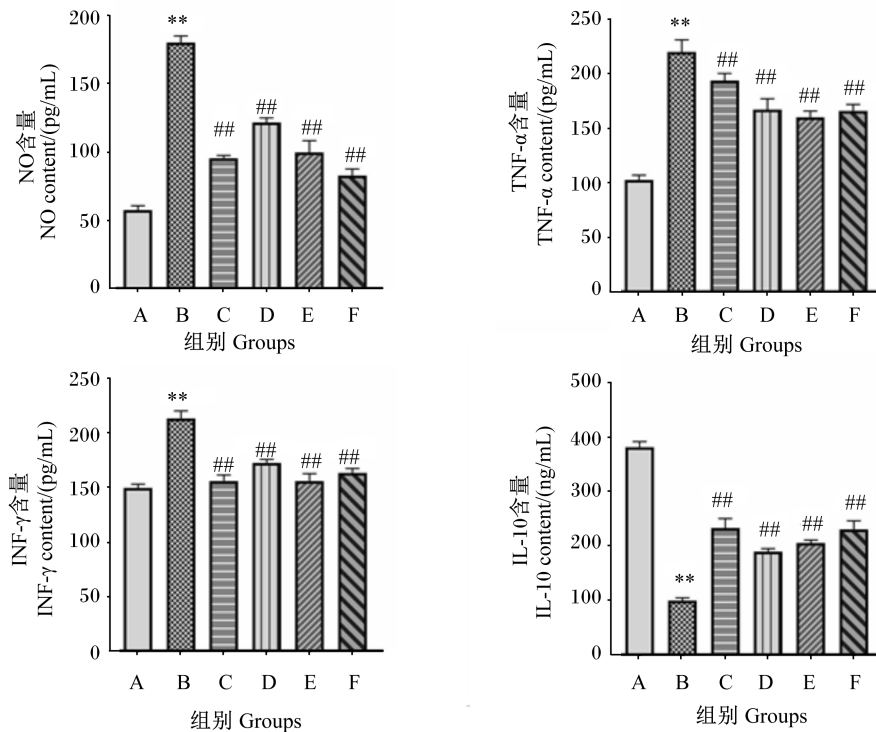 NO含量
NO content/(pg/mL)
200
150
100
50
0
**
##
##
##
##
A B C D E F
组别 Groups
TNF-α含量
TNF-α content/(pg/mL)
250
200
150
100
50
0
**
##
##
##
##
A B C D E F
组别 Groups
INF-γ含量
INF-γ content/(pg/mL)
250
200
150
100
50
0
**
##
##
##
##
A B C D E F
组别 Groups
IL-10含量
IL-10 content/(ng/mL)
500
400
300
200
100
0
**
##
##
##
##
A B C D E F
组别 Groups